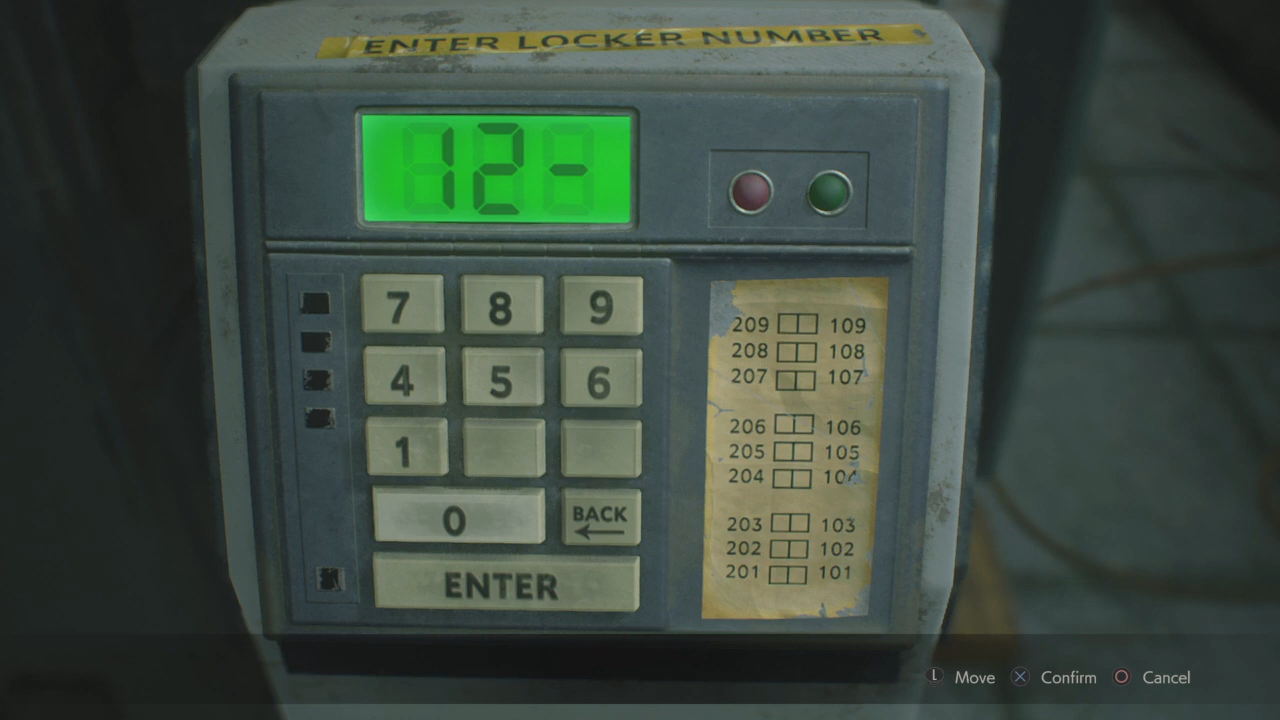 ENTER LOCKER NUMBER
12-
7 8 9
4 5 6
1
0 BACK
ENTER
209 109
208 108
207 107
206 106
205 105
204 104
203 103
202 102
201 101
L Move Confirm Cancel